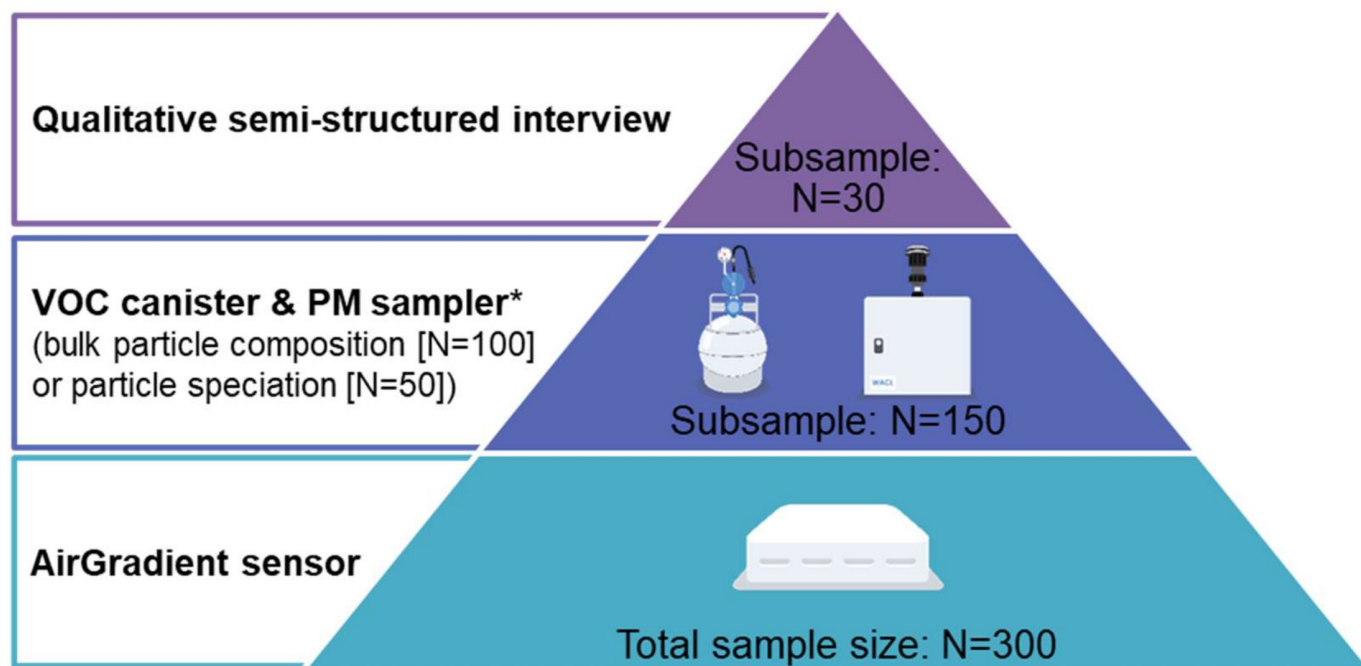 Qualitative semi-structured interview
Subsample:
N=30
VOC canister & PM sampler*
(bulk particle composition [N=100]
or particle speciation [N=50])
WACL
Subsample: N=150
AirGradient sensor
Total sample size: N=300